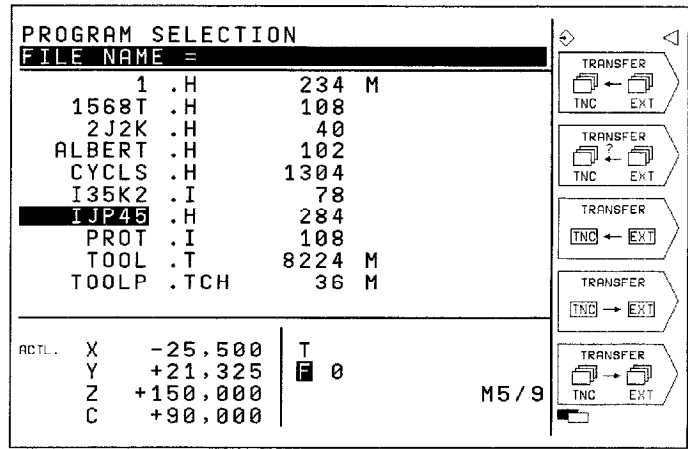 PROGRAM SELECTION
FILE NAME =
1 .H 234 M
1568T .H 108
2J2K .H 40
ALBERT .H 102
CYCLS .H 1304
I35K2 .I 78
IJP45 .H 284
PROT .I 108
TOOL .T 8224 M
TOOLP .TCH 36 M
ACTL. X -25,500 T
Y +21,325 F 0
Z +150,000 M5/9
C +90,000
TRANSFER
TNC ← EXT
TRANSFER
?
TNC ← EXT
TRANSFER
TNC ← EXT
TRANSFER
TNC → EXT
TRANSFER
TNC → EXT